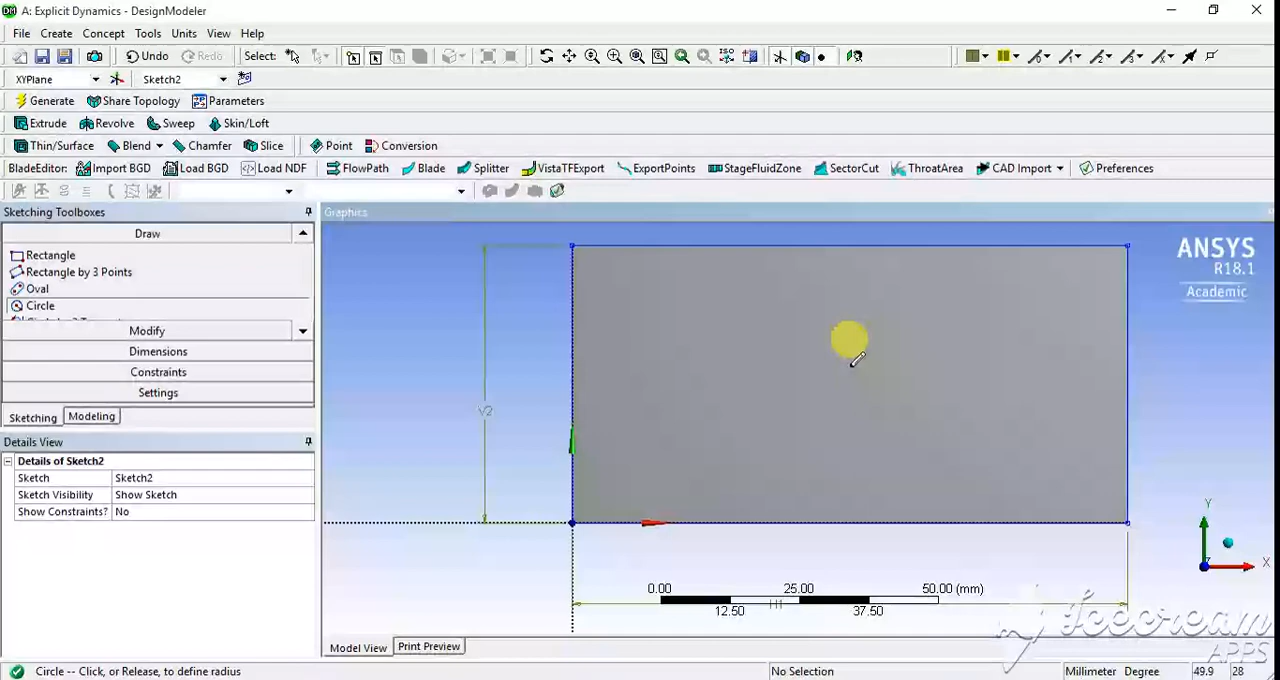 A: Explicit Dynamics - DesignModeler
File Create Concept Tools Units View Help
Undo Redo Select:
XYPlane Sketch2
Generate Share Topology Parameters
Extrude Revolve Sweep Skin/Loft
Thin/Surface Blend Chamfer Slice Point Conversion
BladeEditor: Import BGD Load BGD Load NDF FlowPath Blade Splitter VistaTFExport ExportPoints StageFluidZone SectorCut ThroatArea CAD Import Preferences
Sketching Toolboxes
Draw
Rectangle
Rectangle by 3 Points
Oval
Circle
Modify
Dimensions
Constraints
Settings
Sketching Modeling
Details View
Details of Sketch2
Sketch Sketch2
Sketch Visibility Show Sketch
Show Constraints? No
Graphics
ANSYS
R18.1
Academic
V2
0.00 25.00 50.00 (mm)
12.50 37.50
Y
X
Icecream
APPS
Model View Print Preview
Circle -- Click, or Release, to define radius No Selection Millimeter Degree 49.9 28